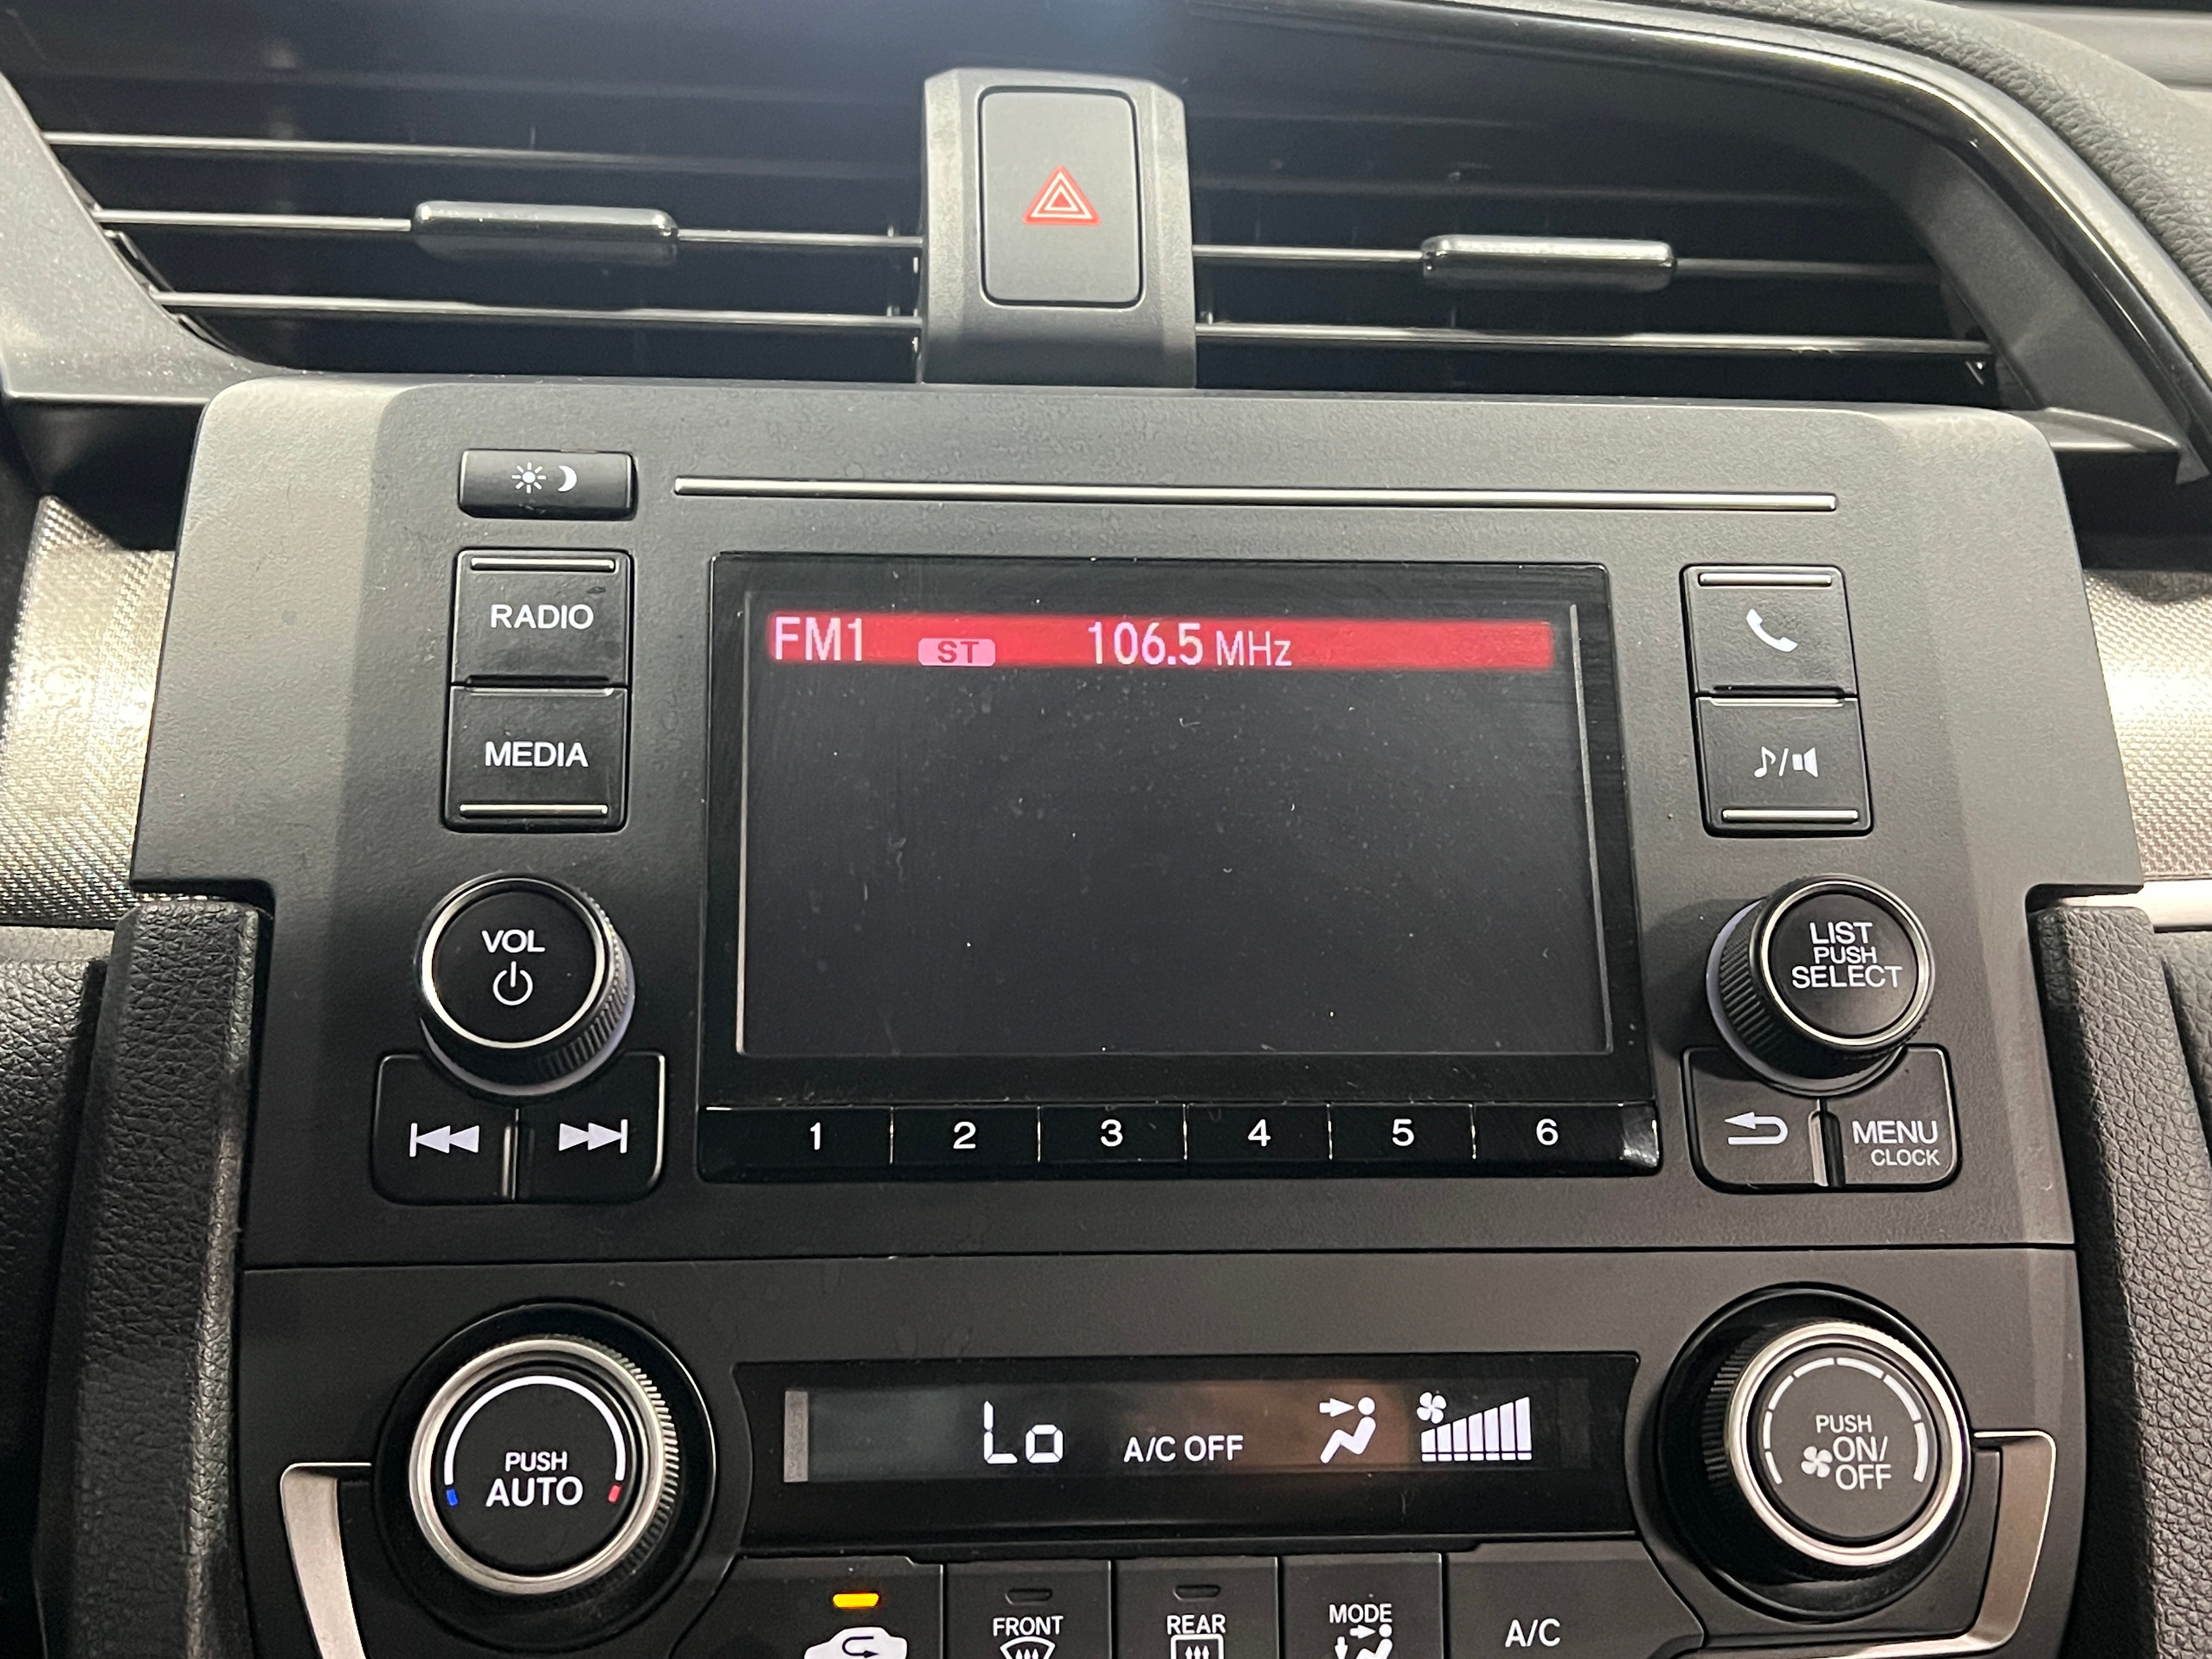 RADIO
MEDIA
FM1 ST 106.5 MHz
VOL
LIST
PUSH
SELECT
1 2 3 4 5 6
MENU
CLOCK
PUSH
AUTO
Lo A/C OFF
PUSH
ON/
OFF
FRONT
REAR
MODE
A/C